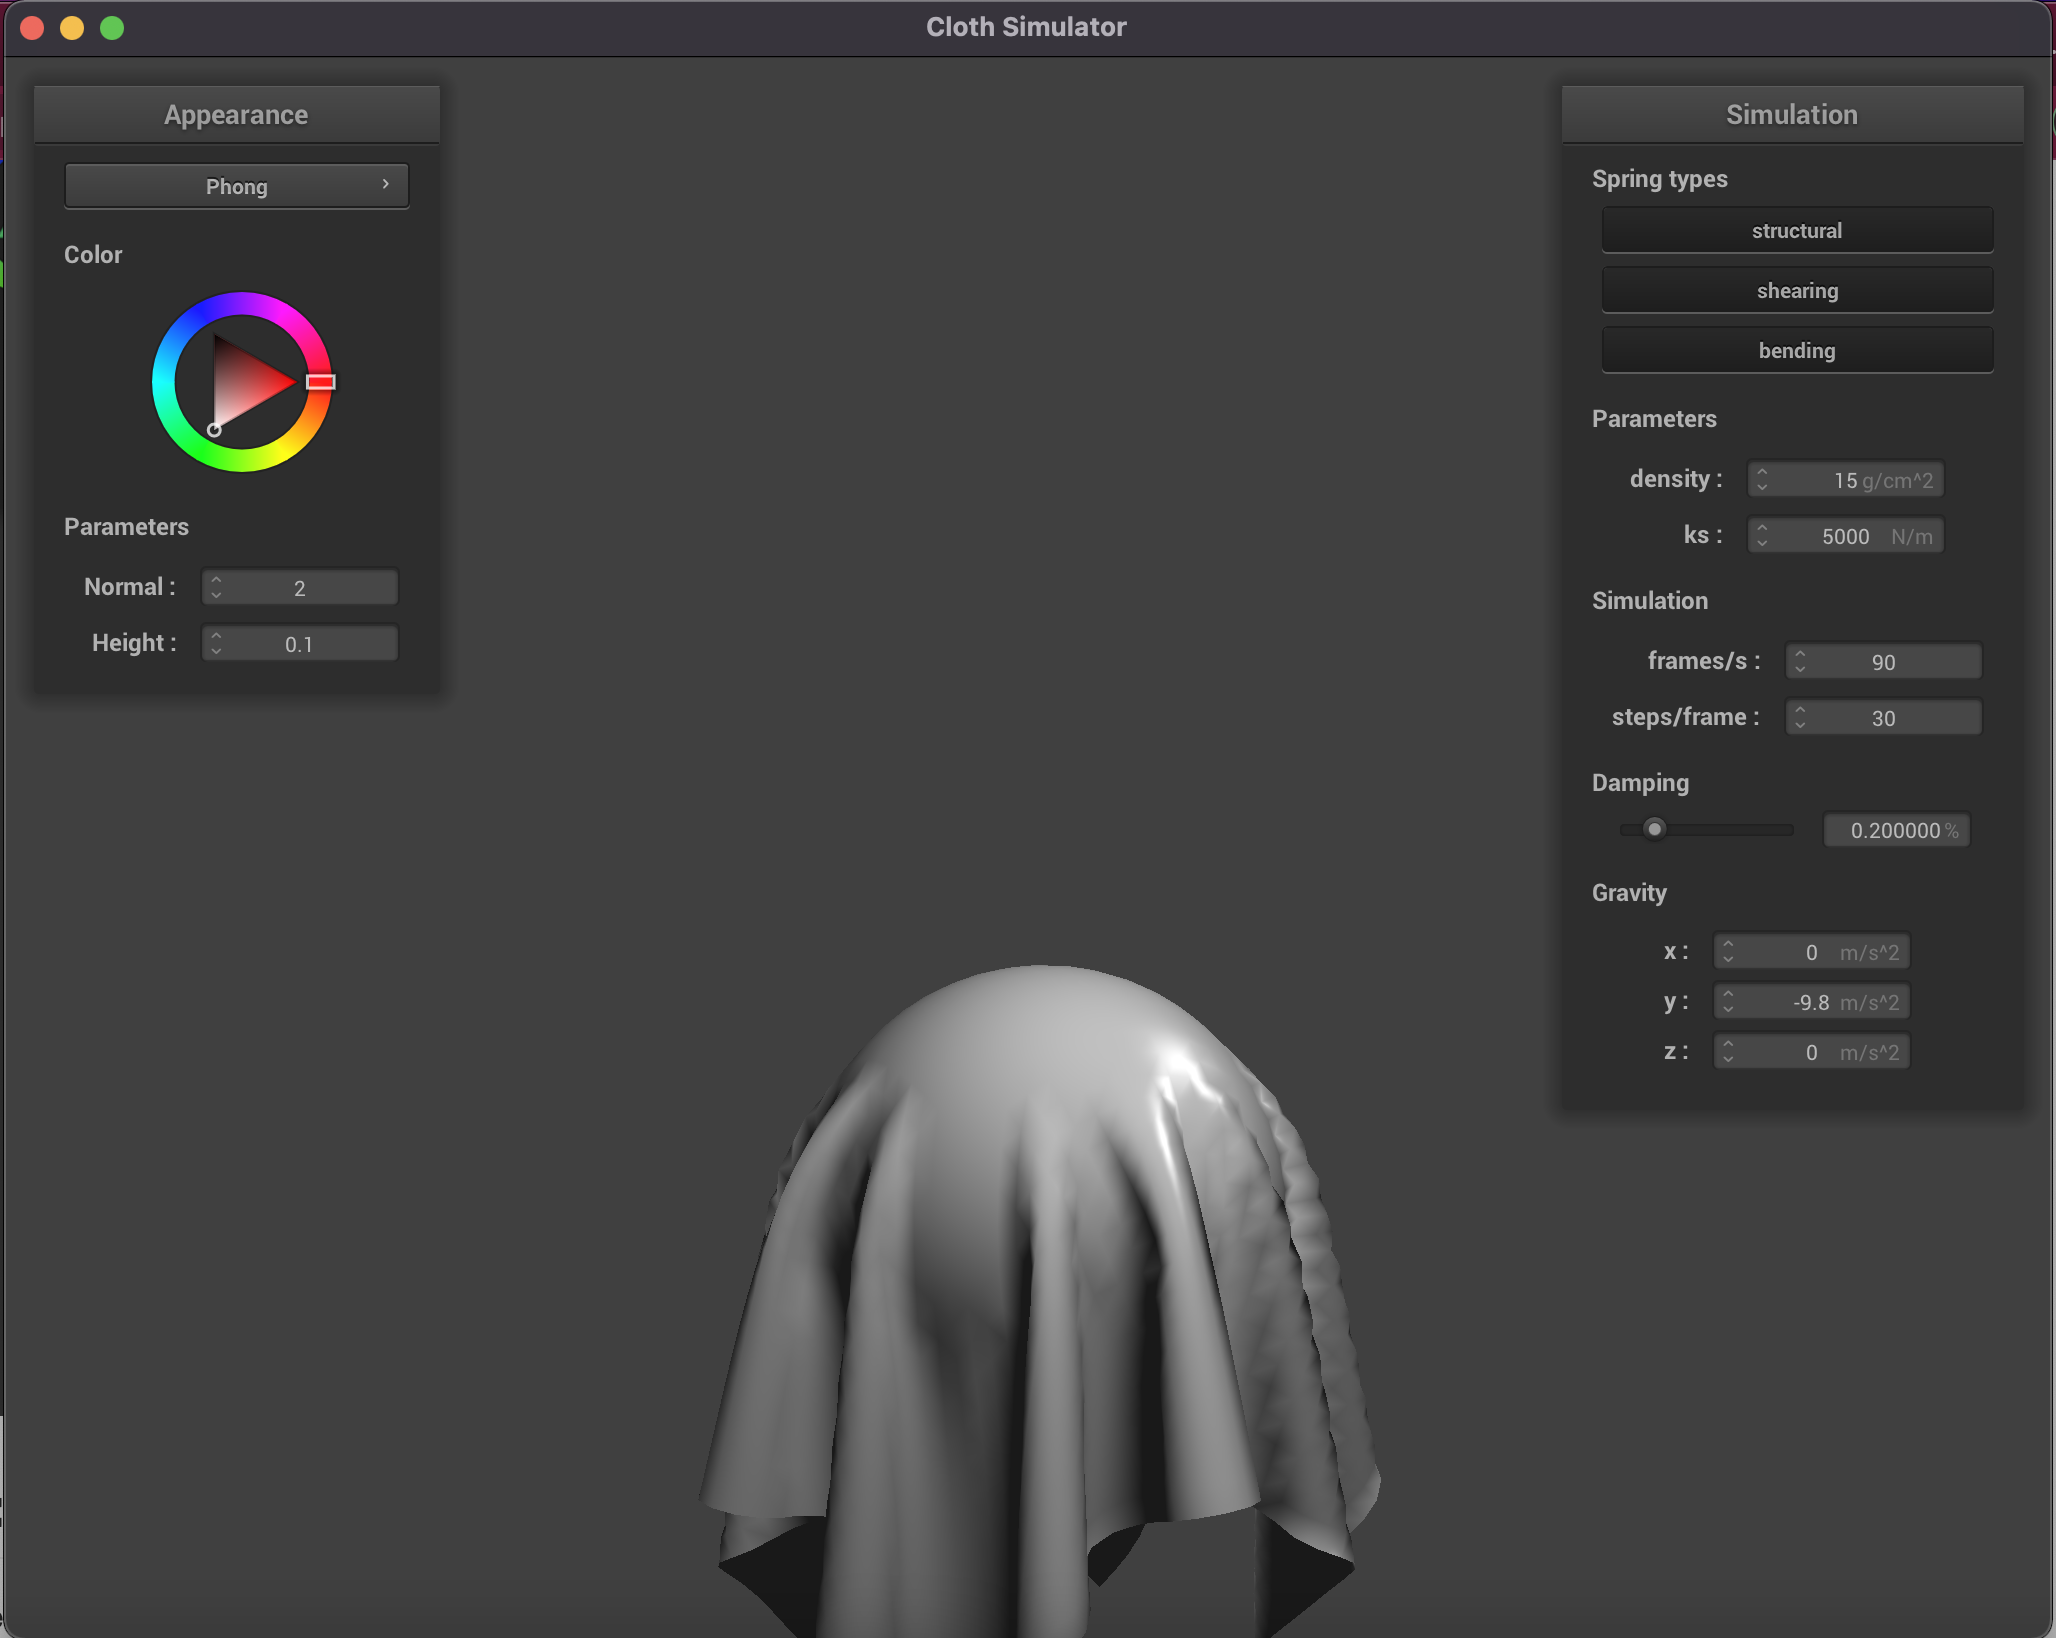 Cloth Simulator
Appearance
Phong
Color
Parameters
Normal : 2
Height : 0.1
Simulation
Spring types
structural
shearing
bending
Parameters
density : 15 g/cm^2
ks : 5000 N/m
Simulation
frames/s : 90
steps/frame : 30
Damping
0.200000 %
Gravity
x : 0 m/s^2
y : -9.8 m/s^2
z : 0 m/s^2